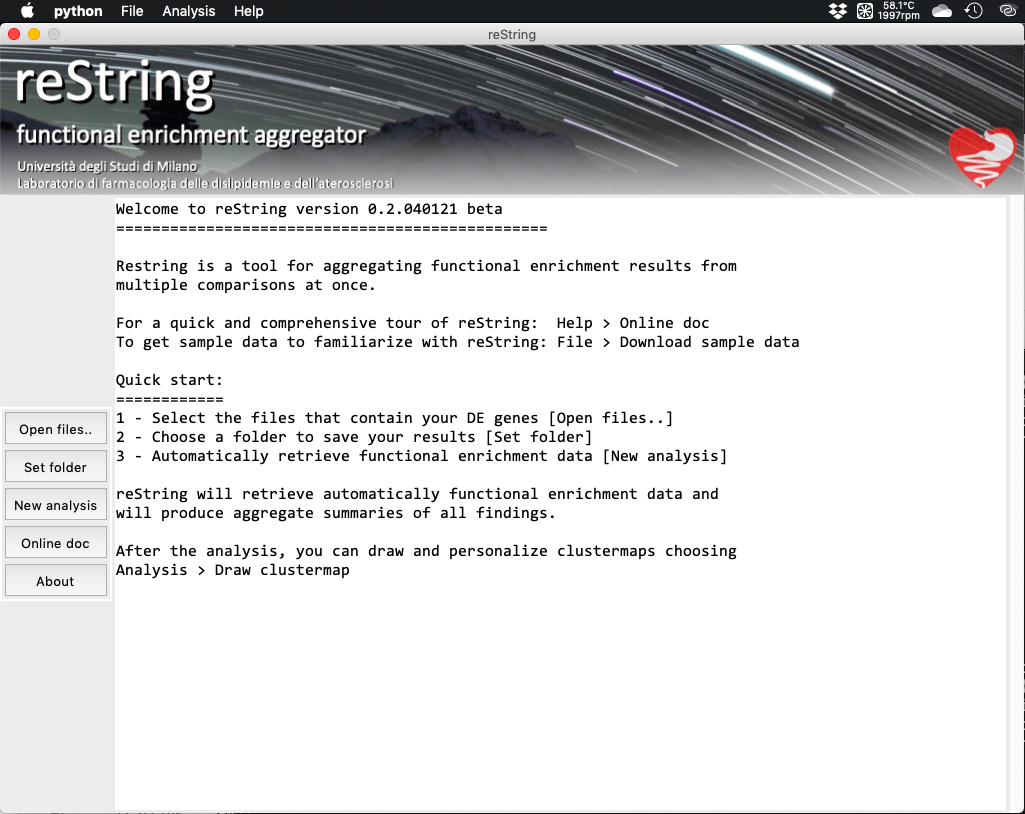 python File Analysis Help
58.1°C
1997rpm
reString
reString
functional enrichment aggregator
Università degli Studi di Milano
Laboratorio di farmacologia delle dislipidemie e dell'aterosclerosi
Welcome to reString version 0.2.040121 beta
================================================
Restring is a tool for aggregating functional enrichment results from
multiple comparisons at once.
For a quick and comprehensive tour of reString:  Help > Online doc
To get sample data to familiarize with reString: File > Download sample data
Quick start:
============
1 - Select the files that contain your DE genes [Open files..]
2 - Choose a folder to save your results [Set folder]
3 - Automatically retrieve functional enrichment data [New analysis]
reString will retrieve automatically functional enrichment data and
will produce aggregate summaries of all findings.
After the analysis, you can draw and personalize clustermaps choosing
Analysis > Draw clustermap
Open files..
Set folder
New analysis
Online doc
About